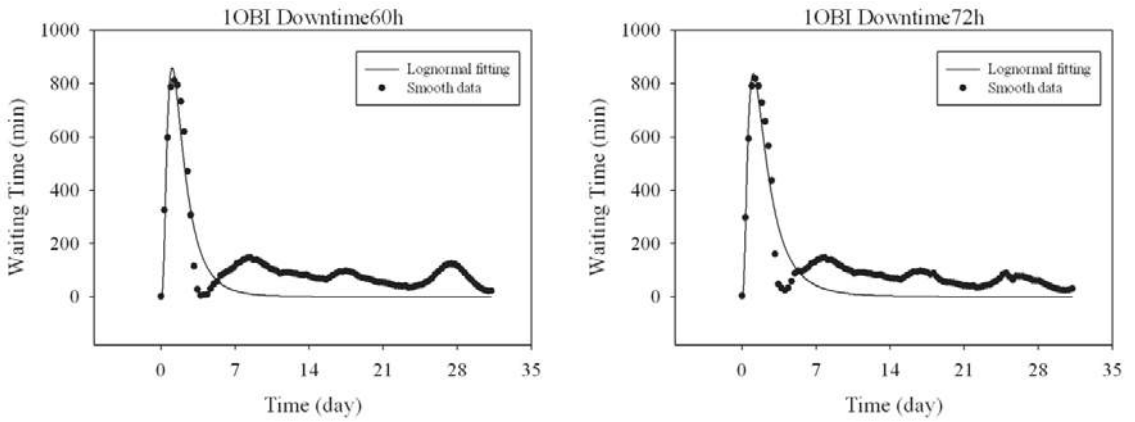 1OBI Downtime60h
1000
800
600
400
200
0
Waiting Time (min)
Lognormal fitting
Smooth data
0 7 14 21 28 35
Time (day)
1OBI Downtime72h
1000
800
600
400
200
0
Waiting Time (min)
Lognormal fitting
Smooth data
0 7 14 21 28 35
Time (day)